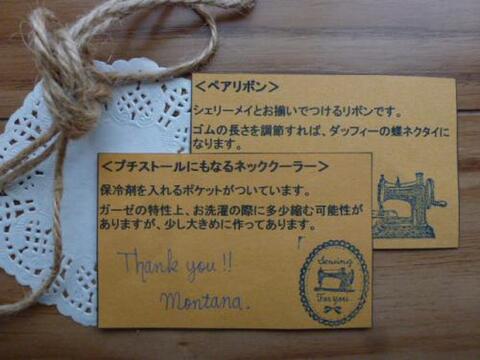 ＜ペアリボン＞
シェリーメイとお揃いでつけるリボンです。
ゴムの長さを調節すれば、ダッフィーの蝶ネクタイに
なります。
＜プチストールにもなるネッククーラー＞
保冷剤を入れるポケットがついています。
ガーゼの特性上、お洗濯の際に多少縮む可能性が
ありますが、少し大きめに作ってあります。
Thank you!!
Montana.
Sewing
For you